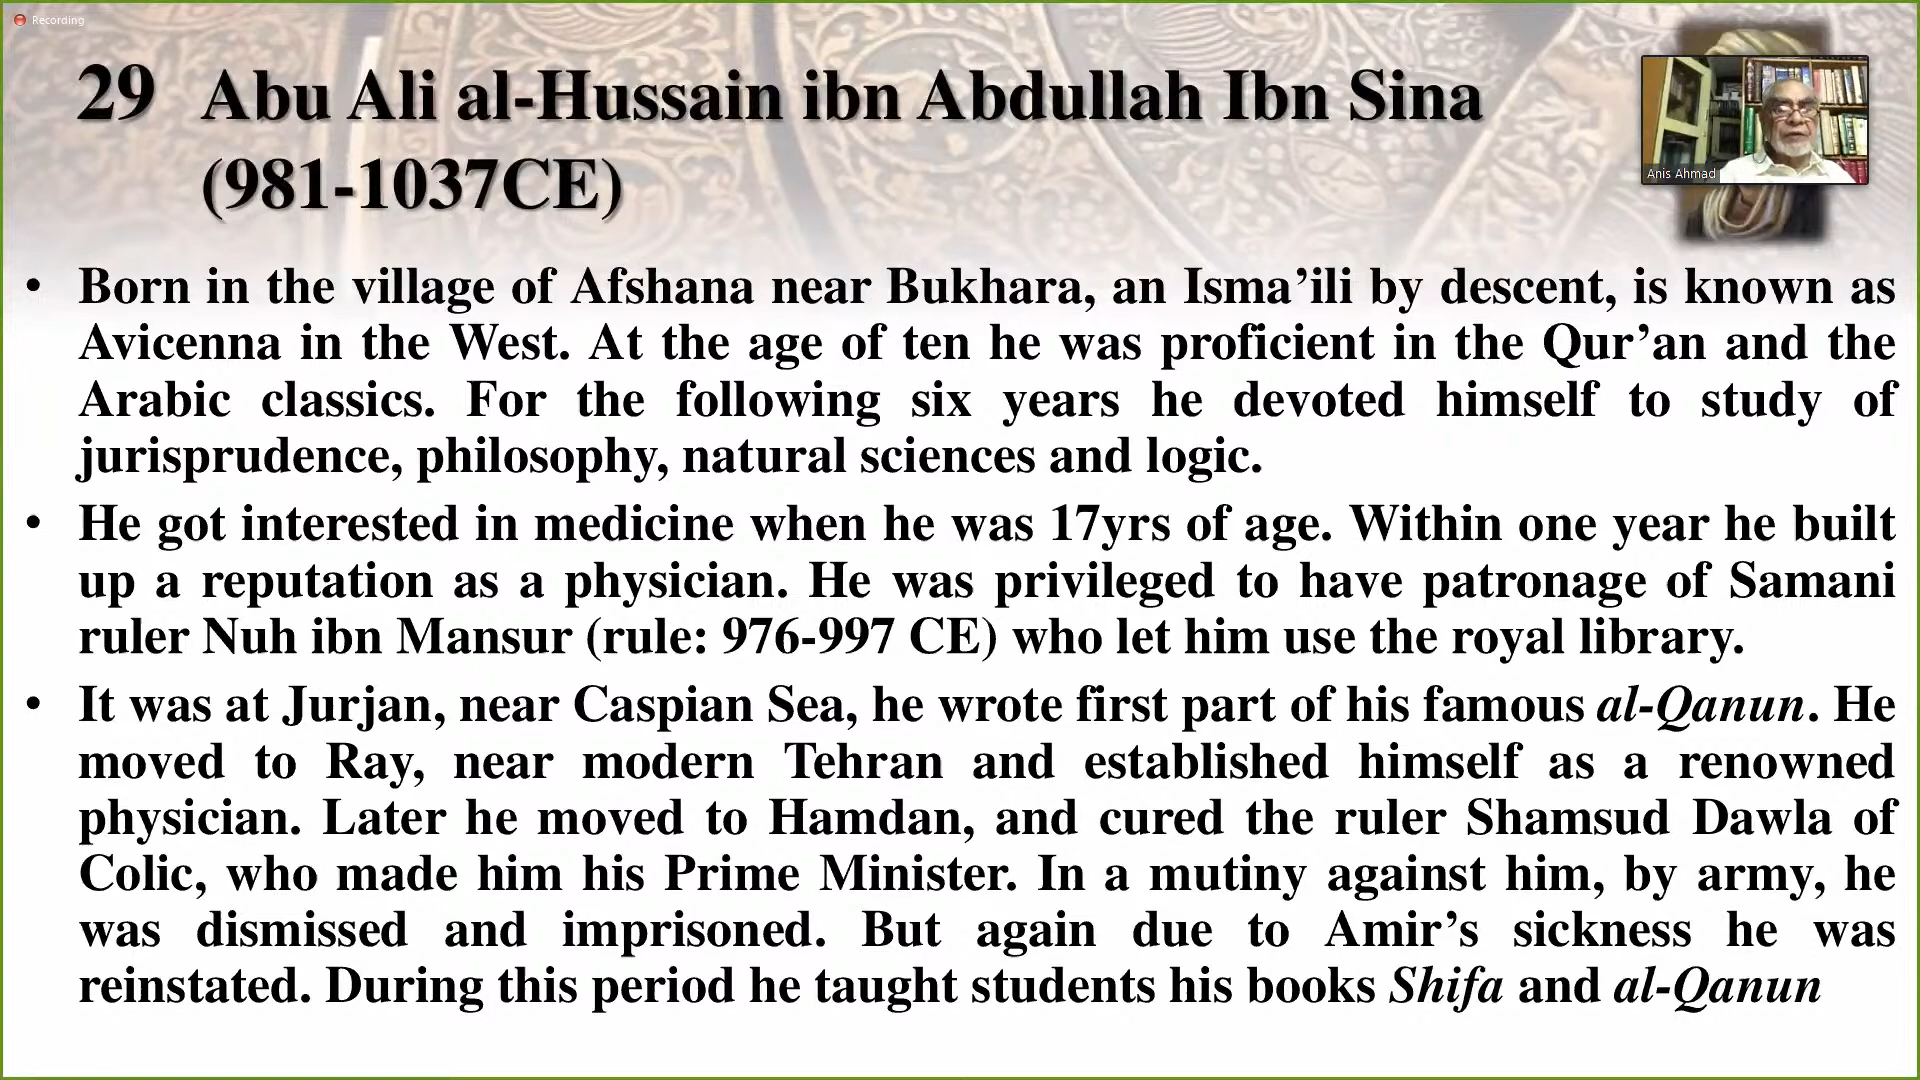 Recording
29 Abu Ali al-Hussain ibn Abdullah Ibn Sina
(981-1037CE)
Anis Ahmad
• Born in the village of Afshana near Bukhara, an Isma’ili by descent, is known as
Avicenna in the West. At the age of ten he was proficient in the Qur’an and the
Arabic classics. For the following six years he devoted himself to study of
jurisprudence, philosophy, natural sciences and logic.
• He got interested in medicine when he was 17yrs of age. Within one year he built
up a reputation as a physician. He was privileged to have patronage of Samani
ruler Nuh ibn Mansur (rule: 976-997 CE) who let him use the royal library.
• It was at Jurjan, near Caspian Sea, he wrote first part of his famous al-Qanun. He
moved to Ray, near modern Tehran and established himself as a renowned
physician. Later he moved to Hamdan, and cured the ruler Shamsud Dawla of
Colic, who made him his Prime Minister. In a mutiny against him, by army, he
was dismissed and imprisoned. But again due to Amir’s sickness he was
reinstated. During this period he taught students his books Shifa and al-Qanun